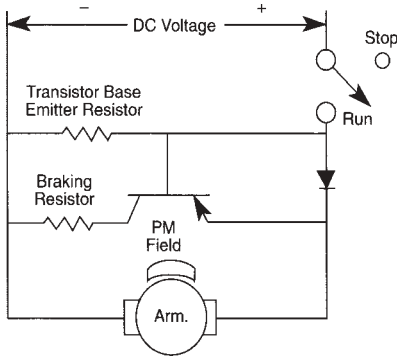 − DC Voltage +
Stop
Run
Transistor Base
Emitter Resistor
Braking
Resistor
PM
Field
Arm.